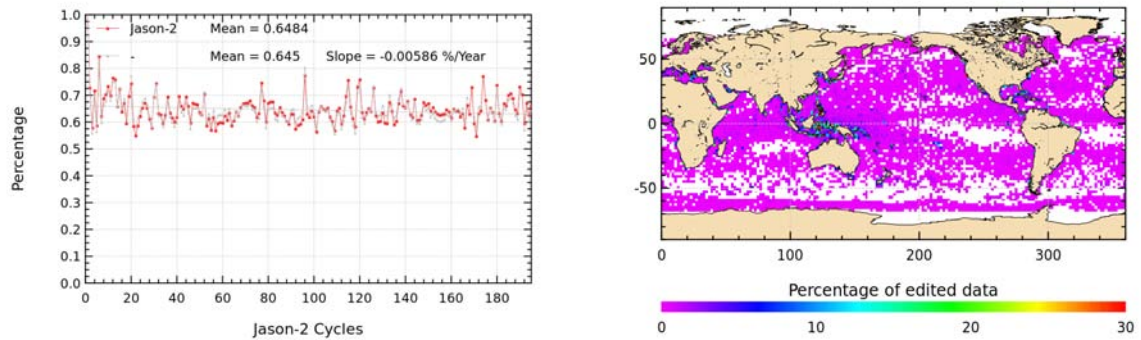 1.0
0.9
0.8
0.7
0.6
0.5
0.4
0.3
0.2
0.1
0.0
Percentage
Jason-2 Mean = 0.6484
- Mean = 0.645 Slope = -0.00586 %/Year
0 20 40 60 80 100 120 140 160 180
Jason-2 Cycles
50
0
-50
0 100 200 300
Percentage of edited data
0 10 20 30